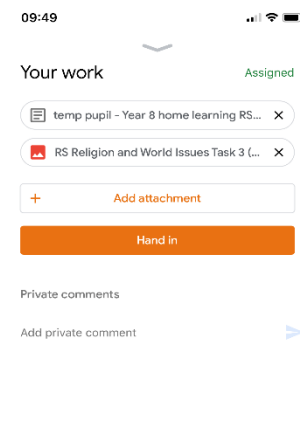 09:49
Your work
Assigned
temp pupil - Year 8 home learning RS...
RS Religion and World Issues Task 3 (...
Add attachment
Hand in
Private comments
Add private comment